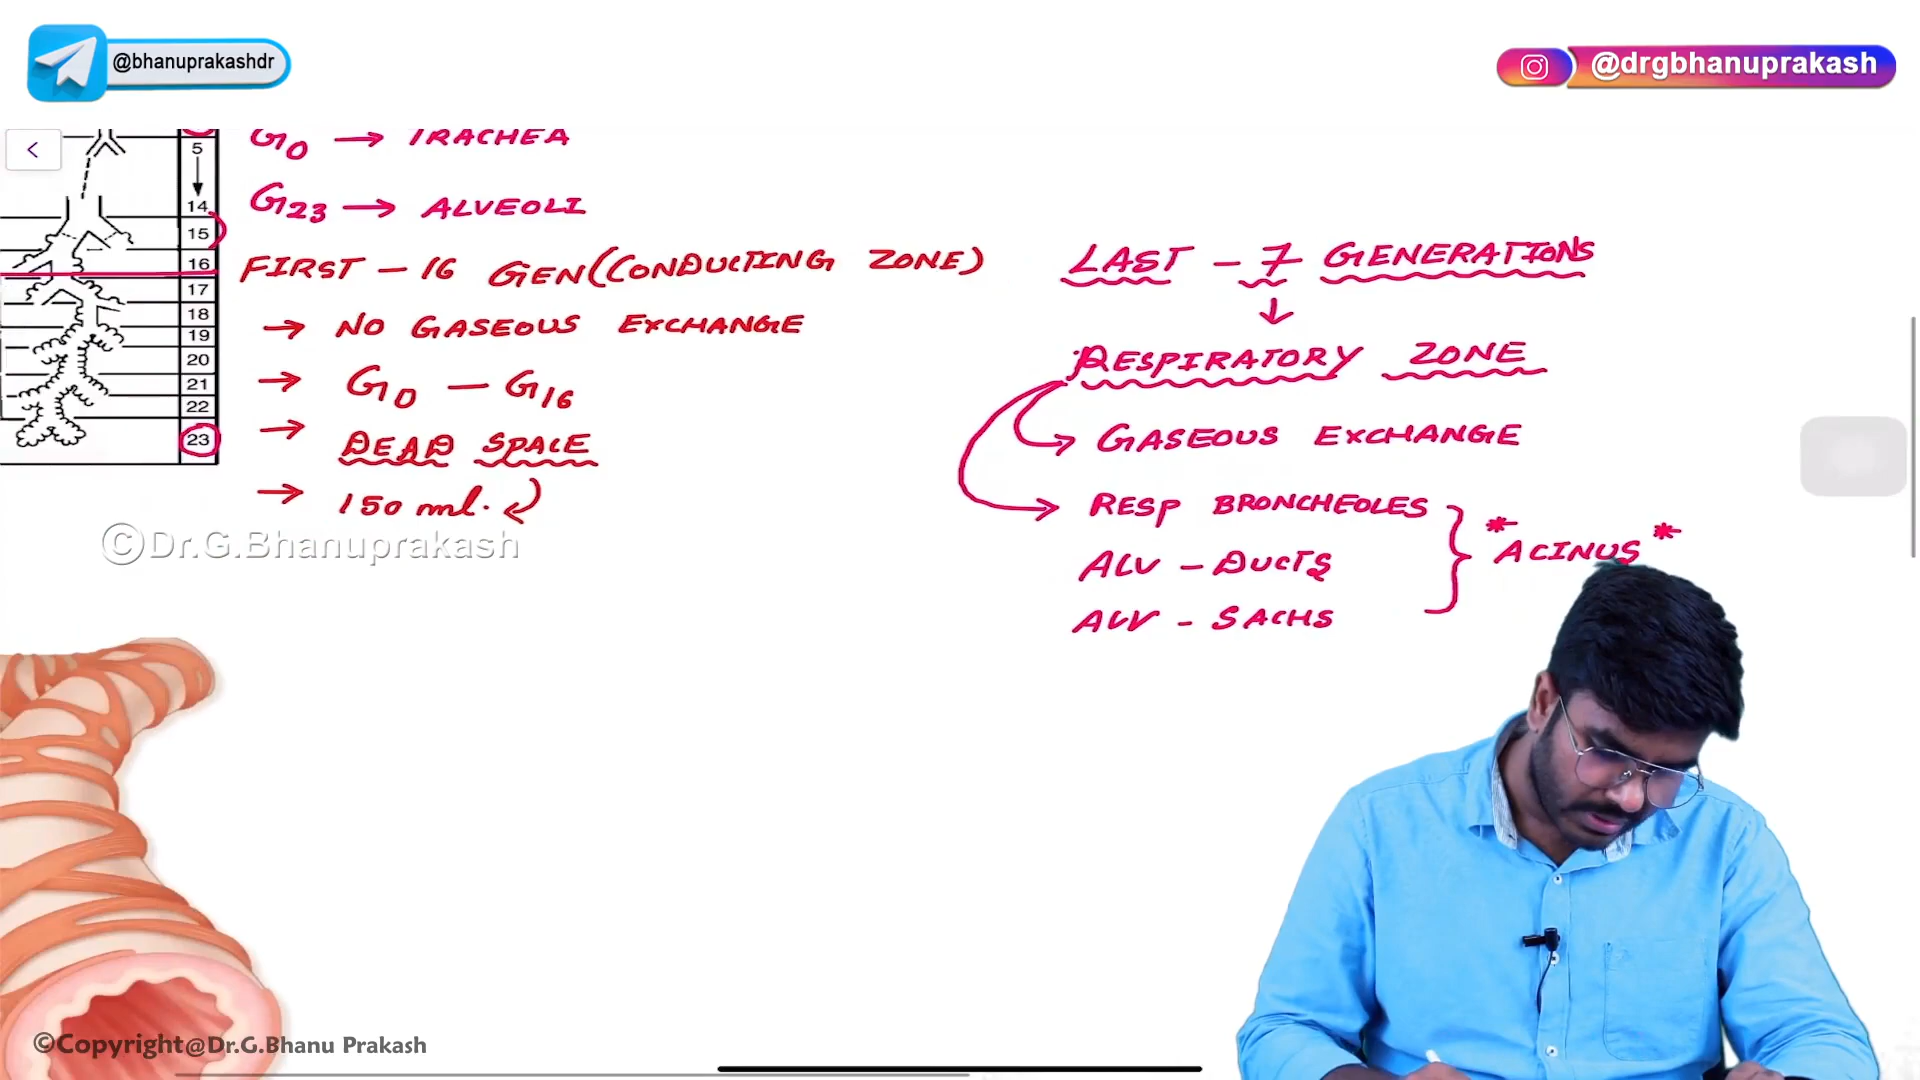 @bhanuprakashdr
@drgbhanuprakash
G0 → TRACHEA
5
14
G23 → ALVEOLI
15
16
FIRST - 16 GEN (CONDUCTING ZONE)
17
→ NO GASEOUS EXCHANGE
18
19
20
→ G0 - G16
21
22
→ DEAD SPACE
23
→ 150 ml.
©Dr.G.Bhanuprakash
LAST - 7 GENERATIONS
↓
RESPIRATORY ZONE
→ GASEOUS EXCHANGE
→ RESP BRONCHEOLES
ALV - DUCTS
ALV - SACHS
* ACINUS *
©Copyright@Dr.G.Bhanu Prakash